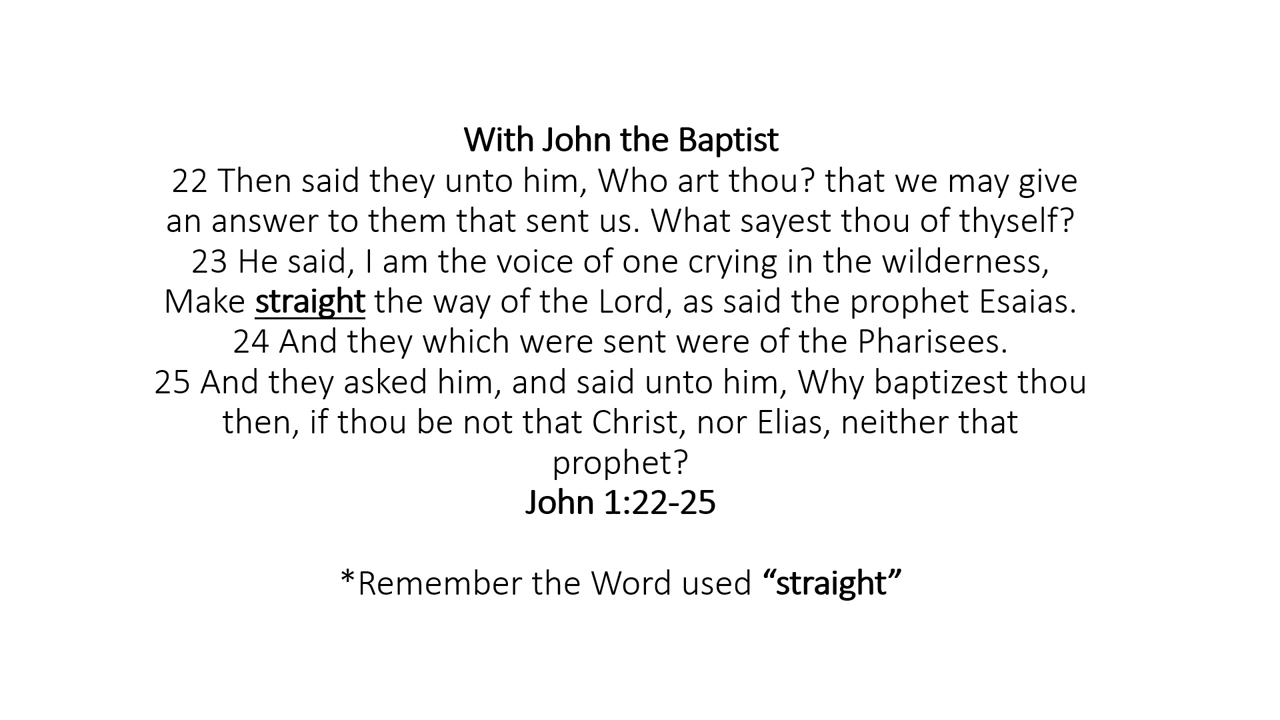 With John the Baptist
22 Then said they unto him, Who art thou? that we may give
an answer to them that sent us. What sayest thou of thyself?
23 He said, I am the voice of one crying in the wilderness,
Make straight the way of the Lord, as said the prophet Esaias.
24 And they which were sent were of the Pharisees.
25 And they asked him, and said unto him, Why baptizest thou
then, if thou be not that Christ, nor Elias, neither that
prophet?
John 1:22-25
*Remember the Word used “straight”